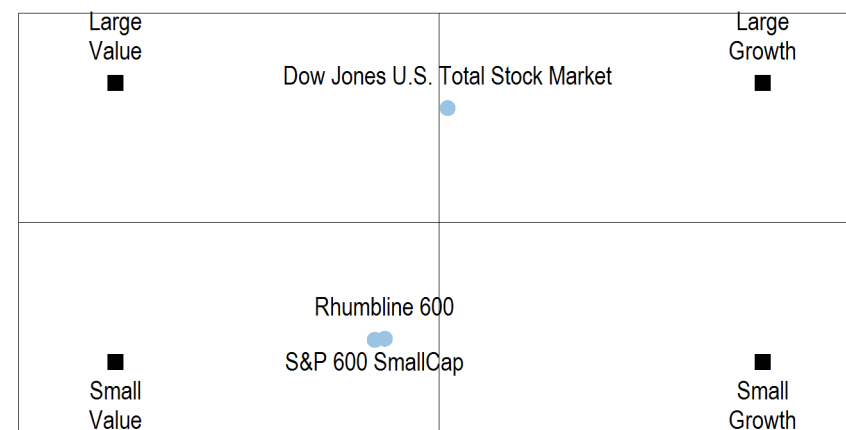 Large
Value
Large
Growth
Dow Jones U.S. Total Stock Market
Rhumbline 600
S&P 600 SmallCap
Small
Value
Small
Growth